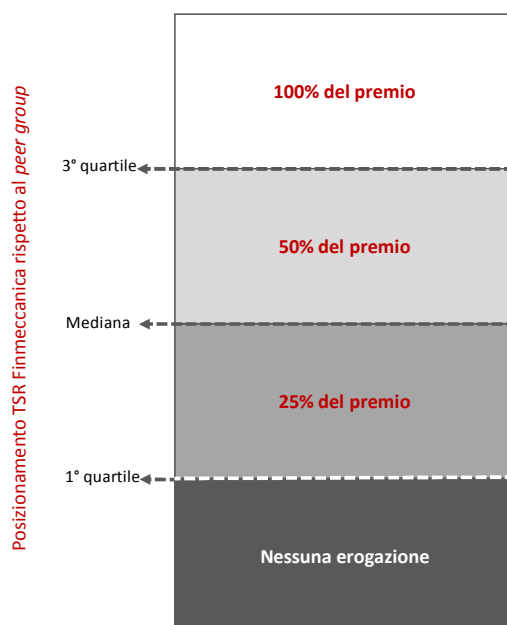 Posizionamento TSR Finmeccanica rispetto al peer group
100% del premio
3° quartile
50% del premio
Mediana
25% del premio
1° quartile
Nessuna erogazione